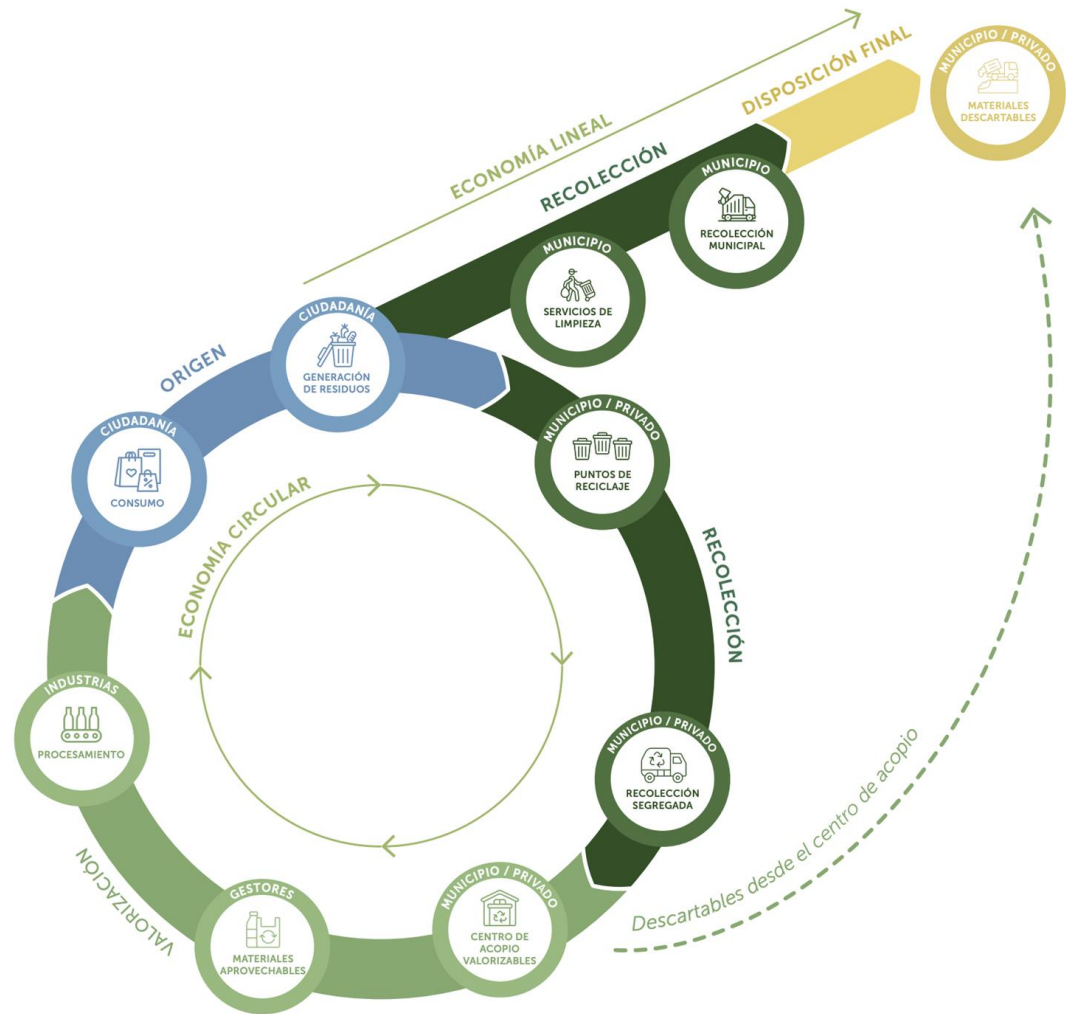 ECONOMÍA LINEAL
RECOLECCIÓN
DISPOSICIÓN FINAL
MUNICIPIO / PRIVADO
MATERIALES
DESCARTABLES
MUNICIPIO
RECOLECCIÓN
MUNICIPAL
MUNICIPIO
SERVICIOS DE
LIMPIEZA
ORIGEN
CIUDADANÍA
GENERACIÓN
DE RESIDUOS
CIUDADANÍA
CONSUMO
MUNICIPIO / PRIVADO
PUNTOS DE
RECICLAJE
ECONOMÍA CIRCULAR
RECOLECCIÓN
MUNICIPIO / PRIVADO
RECOLECCIÓN
SEGREGADA
INDUSTRIAS
PROCESAMIENTO
VALORIZACIÓN
GESTORES
MATERIALES
APROVECHABLES
MUNICIPIO / PRIVADO
CENTRO DE
ACOPIO
VALORIZABLES
Descartables desde el centro de acopio